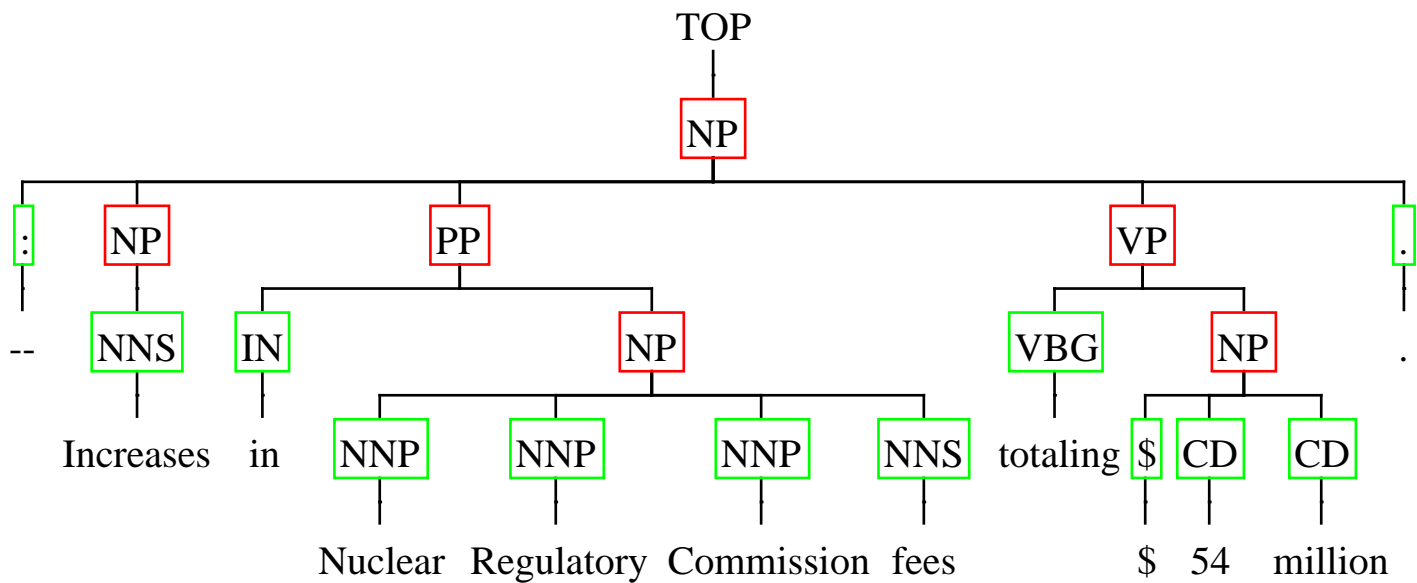 TOP
NP
: NP PP VP .
-- NNS IN NP VBG NP .
Increases in NNP NNP NNP NNS totaling $ CD CD
Nuclear Regulatory Commission fees $ 54 million